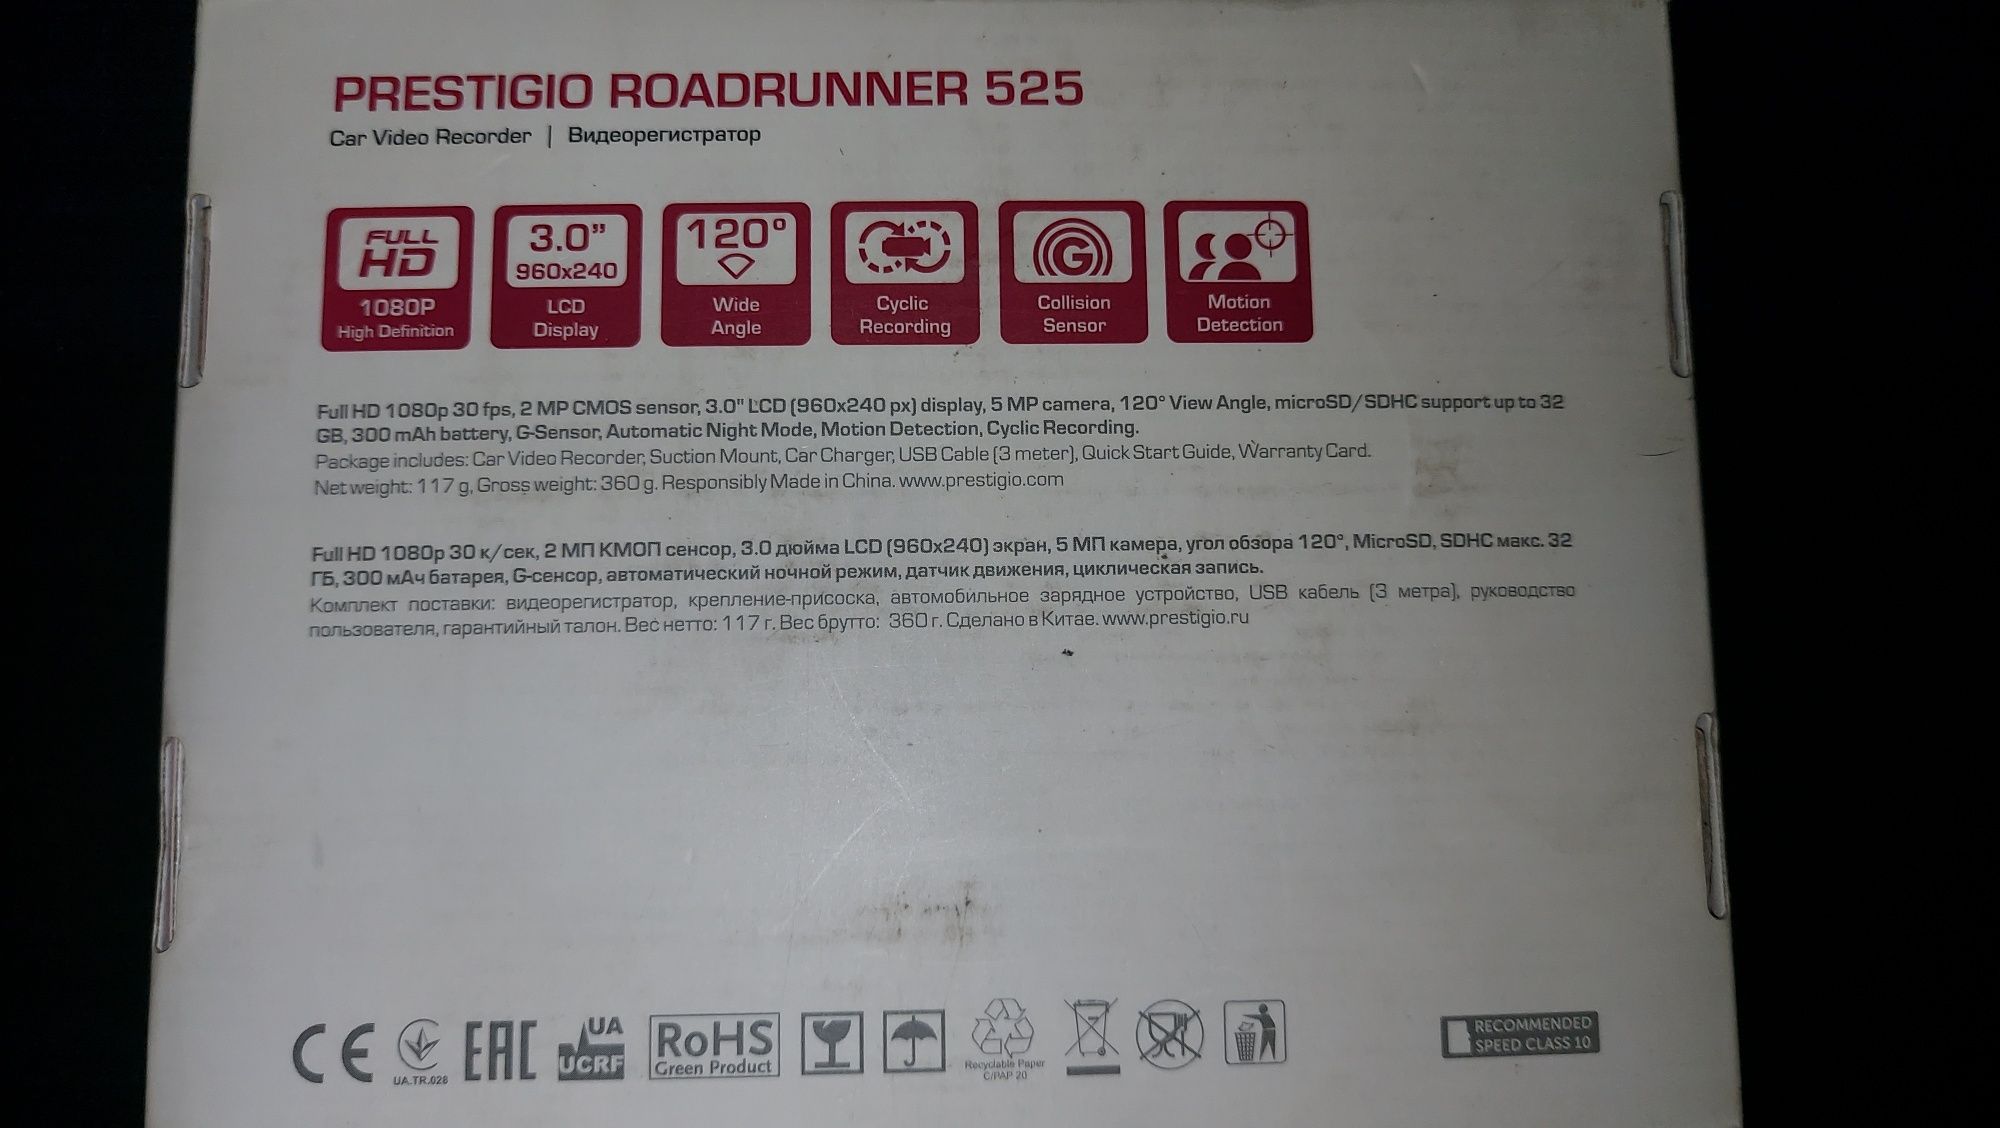 PRESTIGIO ROADRUNNER 525
Car Video Recorder | Видеорегистратор
FULL HD
1080P
High Definition
3.0"
960x240
LCD
Display
120°
Wide
Angle
Cyclic
Recording
G
Collision
Sensor
Motion
Detection
Full HD 1080p 30 fps, 2 MP CMOS sensor, 3.0" LCD (960x240 px) display, 5 MP camera, 120° View Angle, microSD/SDHC support up to 32
GB, 300 mAh battery, G-Sensor, Automatic Night Mode, Motion Detection, Cyclic Recording.
Package includes: Car Video Recorder, Suction Mount, Car Charger, USB Cable (3 meter), Quick Start Guide, Warranty Card.
Net weight: 117 g, Gross weight: 360 g. Responsibly Made in China. www.prestigio.com
Full HD 1080p 30 к/сек, 2 МП КМОП сенсор, 3.0 дюйма LCD (960x240) экран, 5 МП камера, угол обзора 120°, MicroSD, SDHC макс. 32
ГБ, 300 мАч батарея, G-сенсор, автоматический ночной режим, датчик движения, циклическая запись.
Комплект поставки: видеорегистратор, крепление-присоска, автомобильное зарядное устройство, USB кабель (3 метра), руководство
пользователя, гарантийный талон. Вес нетто: 117 г. Вес брутто: 360 г. Сделано в Китае. www.prestigio.ru
CE
UA.TR.028
EAC
UA
UCRF
RoHS
Green Product
Recyclable Paper
C/PAP 20
RECOMMENDED
SPEED CLASS 10